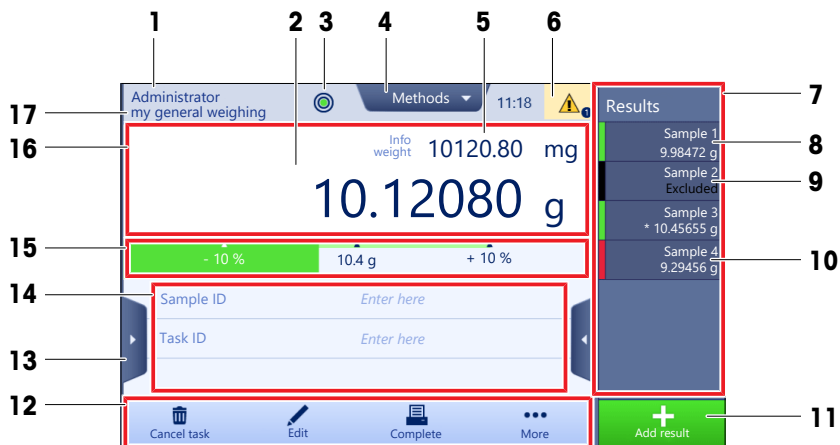 1 2 3 4 5 6
Administrator
my general weighing
Methods
11:18
1
Results
7
17
16
Info
weight
10120.80 mg
10.12080 g
Sample 1
9.98472 g
8
Sample 2
Excluded
9
Sample 3
* 10.45655 g
Sample 4
9.29456 g
10
15
- 10 %
10.4 g
+ 10 %
14
Sample ID
Enter here
Task ID
Enter here
13
12
Cancel task
Edit
Complete
More
Add result
11